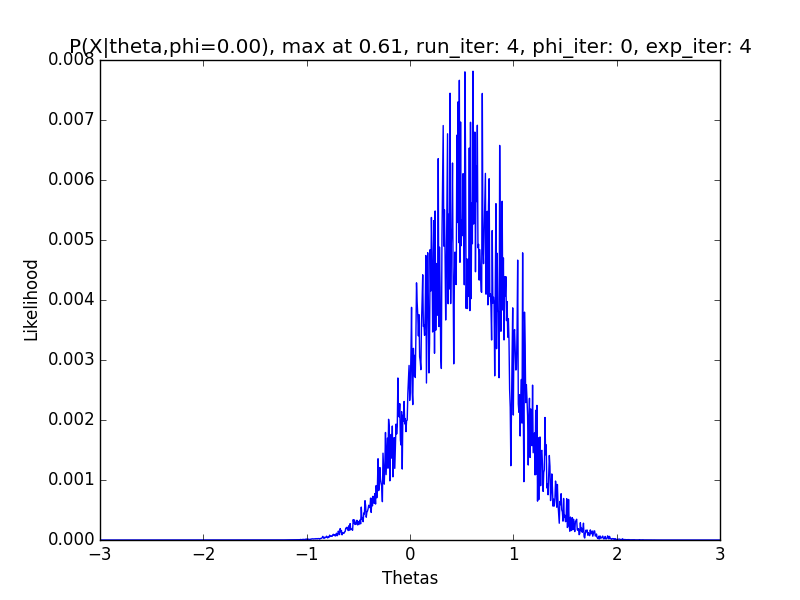 P(X|theta,phi=0.00), max at 0.61, run_iter: 4, phi_iter: 0, exp_iter: 4
0.008
0.007
0.006
0.005
0.004
0.003
0.002
0.001
0.000
Likelihood
−3 −2 −1 0 1 2 3
Thetas